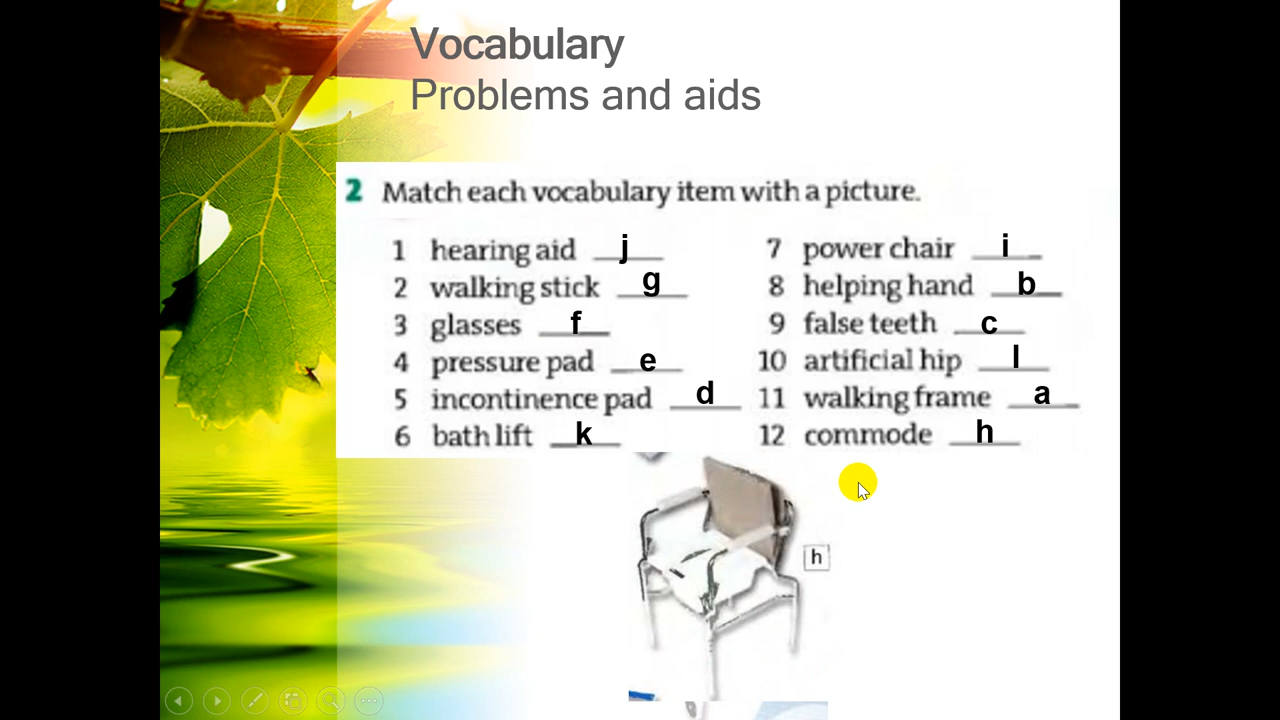 Vocabulary
Problems and aids
2 Match each vocabulary item with a picture.
1 hearing aid j
2 walking stick g
3 glasses f
4 pressure pad e
5 incontinence pad d
6 bath lift k
7 power chair i
8 helping hand b
9 false teeth c
10 artificial hip l
11 walking frame a
12 commode h
h